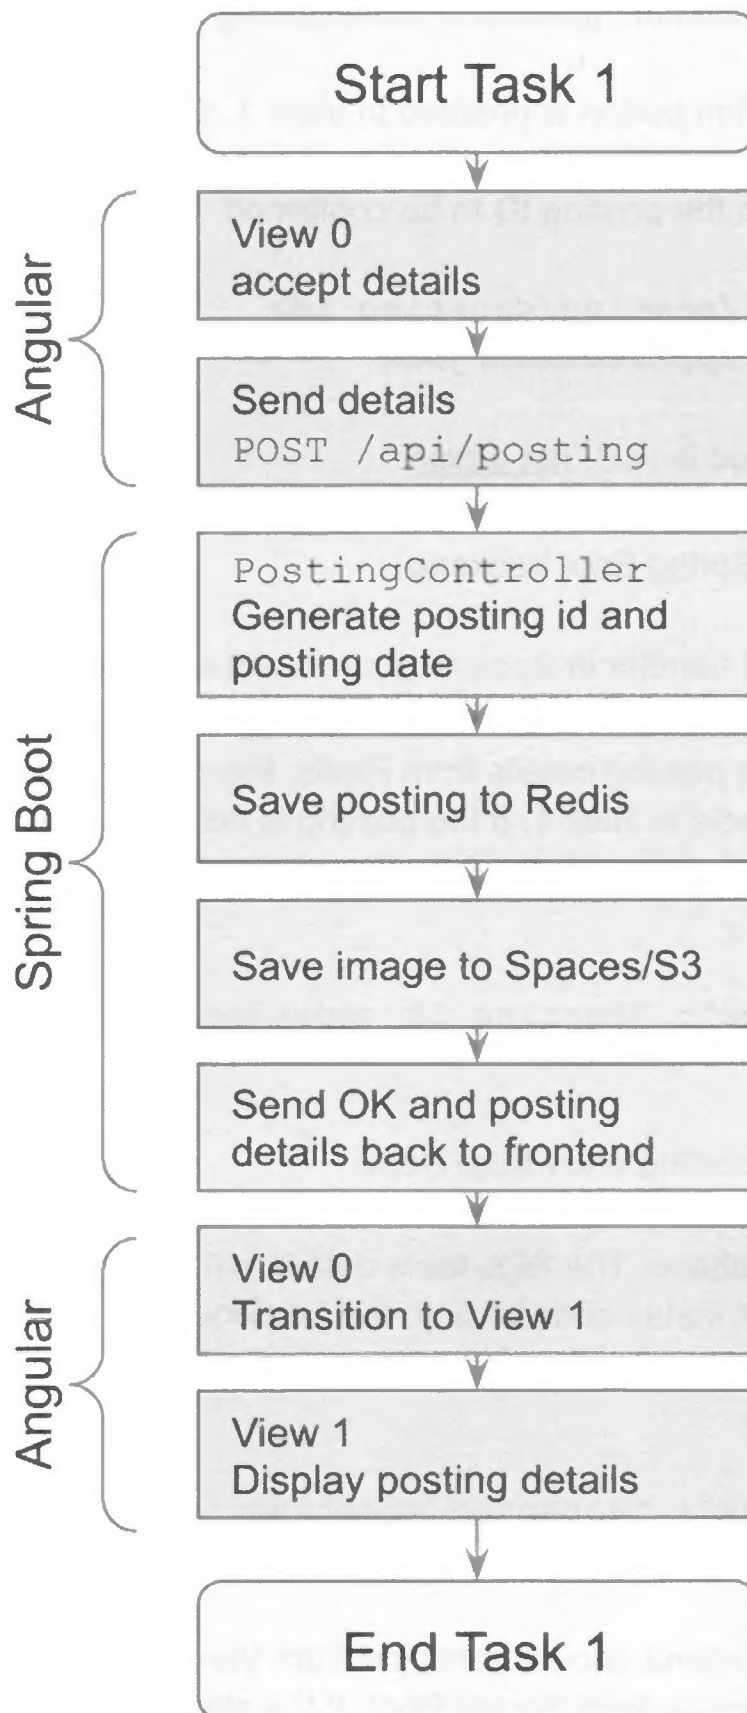 Start Task 1
Angular
View 0
accept details
Send details
POST /api/posting
Spring Boot
PostingController
Generate posting id and
posting date
Save posting to Redis
Save image to Spaces/S3
Send OK and posting
details back to frontend
Angular
View 0
Transition to View 1
View 1
Display posting details
End Task 1